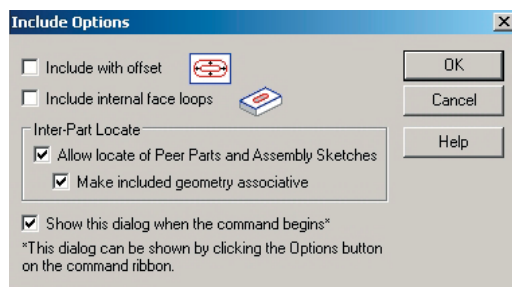 Include Options
Include with offset
OK
Include internal face loops
Cancel
Inter-Part Locate
Help
Allow locate of Peer Parts and Assembly Sketches
Make included geometry associative
Show this dialog when the command begins*
*This dialog can be shown by clicking the Options button
on the command ribbon.